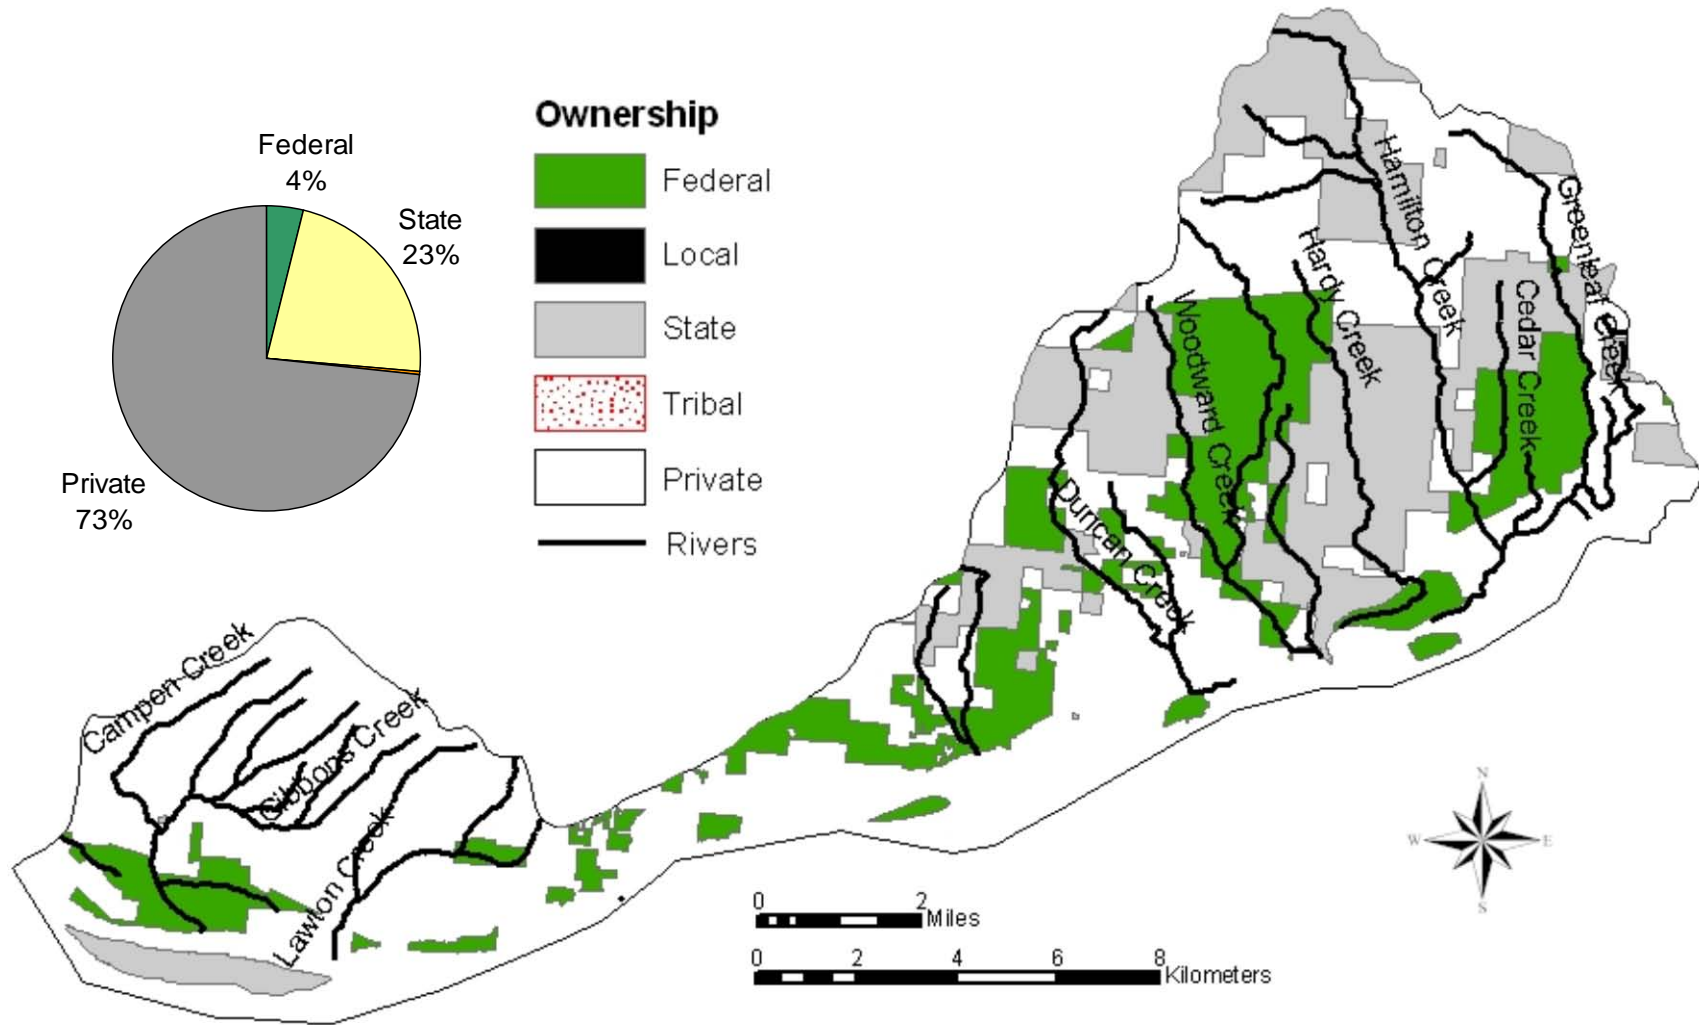 Ownership
Federal
Local
State
Tribal
Private
Rivers
Federal
4%
State
23%
Private
73%
Hamilton Creek
Greenleaf Creek
Hardy Creek
Cedar Creek
Woodward Creek
Duncan Creek
Campen Creek
Gibbons Creek
Lawton Creek
N
W
E
S
0 2
Miles
0 2 4 6 8
Kilometers